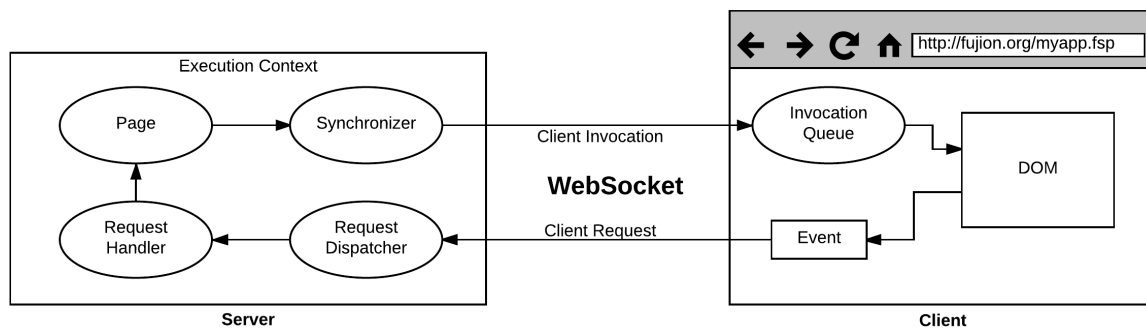 http://fujion.org/myapp.fsp
Execution Context
Page
Synchronizer
Client Invocation
Invocation
Queue
DOM
WebSocket
Request
Handler
Request
Dispatcher
Client Request
Event
Server
Client